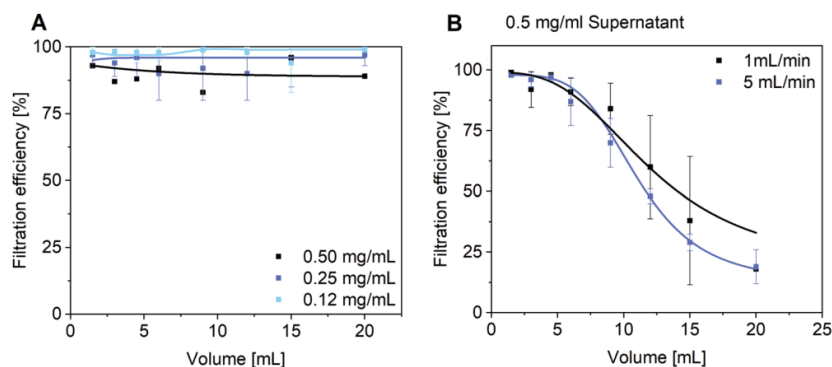 A
Filtration efficiency [%]
100
75
50
25
0
0.50 mg/mL
0.25 mg/mL
0.12 mg/mL
0
5
10
15
20
Volume [mL]
B
0.5 mg/ml Supernatant
Filtration efficiency [%]
100
75
50
25
0
1mL/min
5 mL/min
0
5
10
15
20
25
Volume [mL]